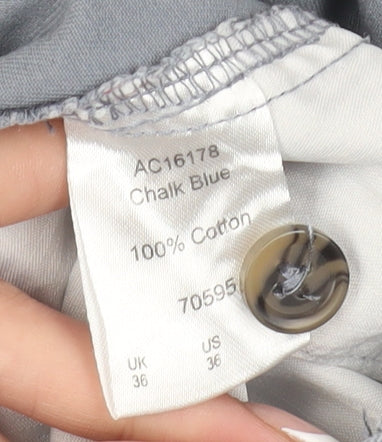 AC16178
Chalk Blue
100% Cotton
70595
UK US
36 36